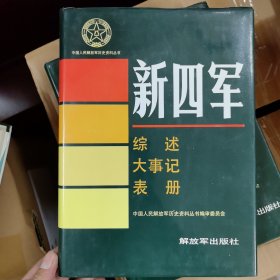 中国人民解放军历史资料丛书
新四军
综述
大事记
表册
中国人民解放军历史资料丛书编审委员会
解放军出版社